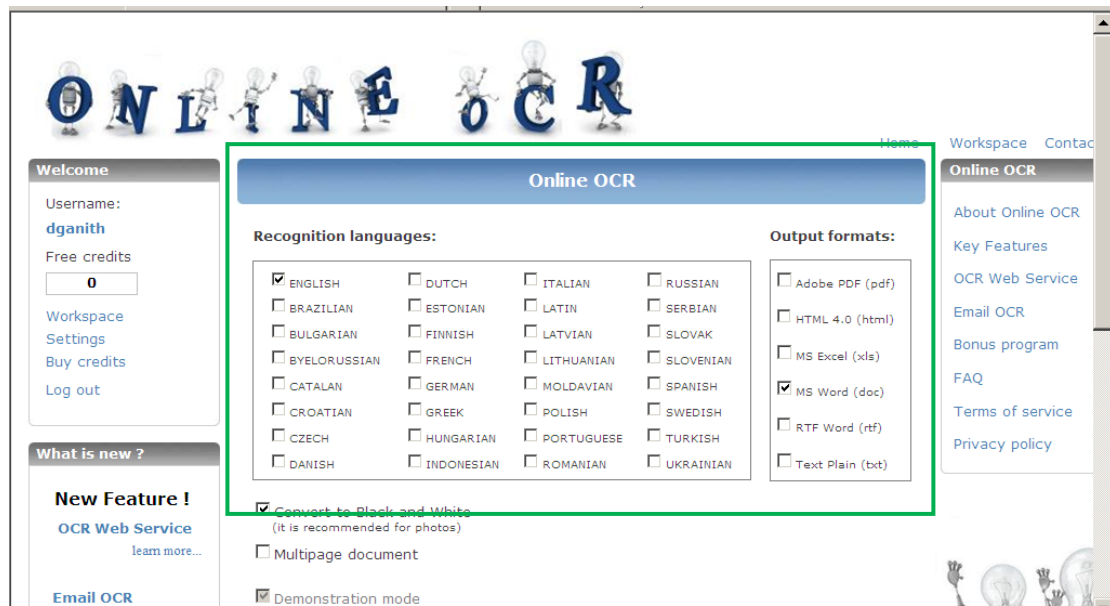 ONLINE OCR
Home Workspace Contac
Welcome
Username:
dganith
Free credits
0
Workspace
Settings
Buy credits
Log out
What is new ?
New Feature !
OCR Web Service
learn more...
Email OCR
Online OCR
Recognition languages:
ENGLISH DUTCH ITALIAN RUSSIAN
BRAZILIAN ESTONIAN LATIN SERBIAN
BULGARIAN FINNISH LATVIAN SLOVAK
BYELORUSSIAN FRENCH LITHUANIAN SLOVENIAN
CATALAN GERMAN MOLDAVIAN SPANISH
CROATIAN GREEK POLISH SWEDISH
CZECH HUNGARIAN PORTUGUESE TURKISH
DANISH INDONESIAN ROMANIAN UKRAINIAN
Output formats:
Adobe PDF (pdf)
HTML 4.0 (html)
MS Excel (xls)
MS Word (doc)
RTF Word (rtf)
Text Plain (txt)
Convert to Black and White
(it is recommended for photos)
Multipage document
Demonstration mode
Online OCR
About Online OCR
Key Features
OCR Web Service
Email OCR
Bonus program
FAQ
Terms of service
Privacy policy